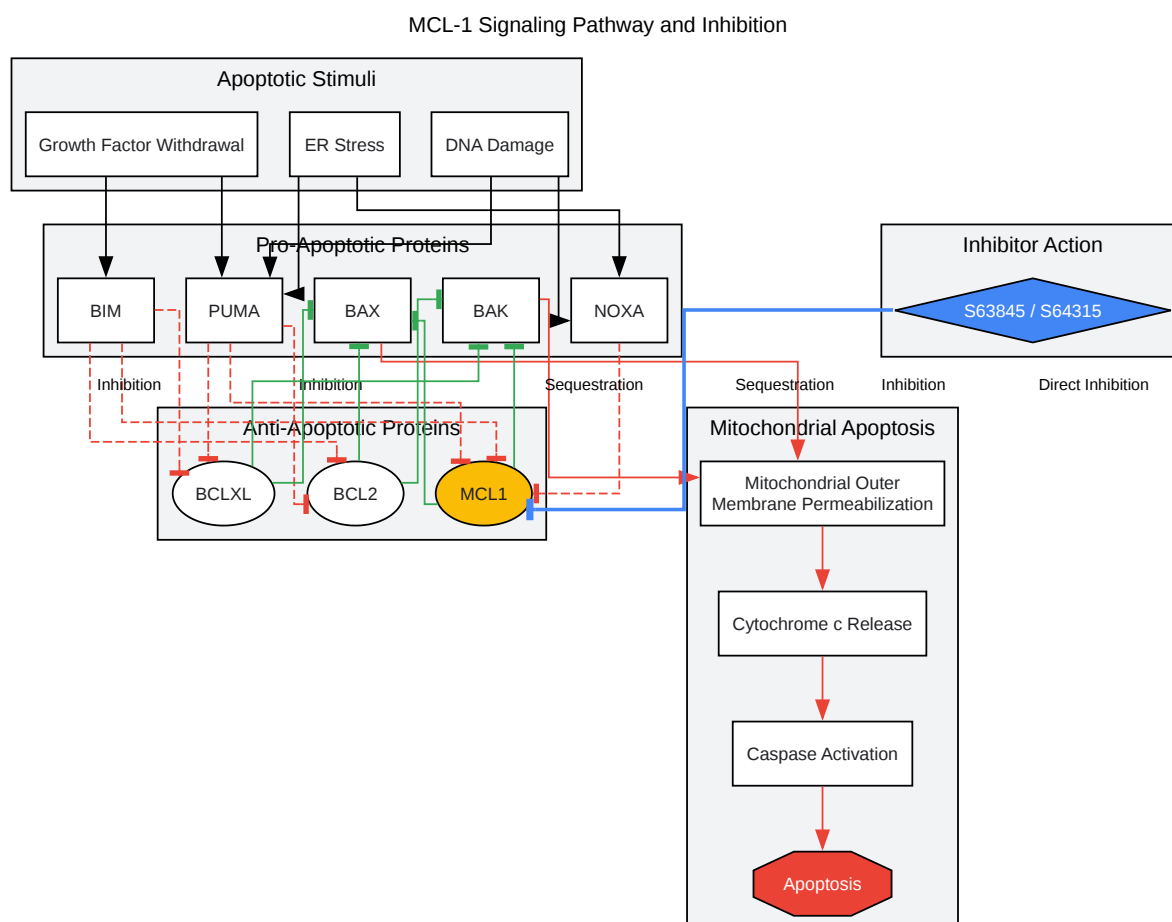 MCL-1 Signaling Pathway and Inhibition
Apoptotic Stimuli
Growth Factor Withdrawal
ER Stress
DNA Damage
Pro-Apoptotic Proteins
Inhibitor Action
BIM
PUMA
BAX
BAK
NOXA
S63845 / S64315
Inhibition
Inhibition
Sequestration
Sequestration
Inhibition
Direct Inhibition
Anti-Apoptotic Proteins
Mitochondrial Apoptosis
BCLXL
BCL2
MCL1
Mitochondrial Outer
Membrane Permeabilization
Cytochrome c Release
Caspase Activation
Apoptosis